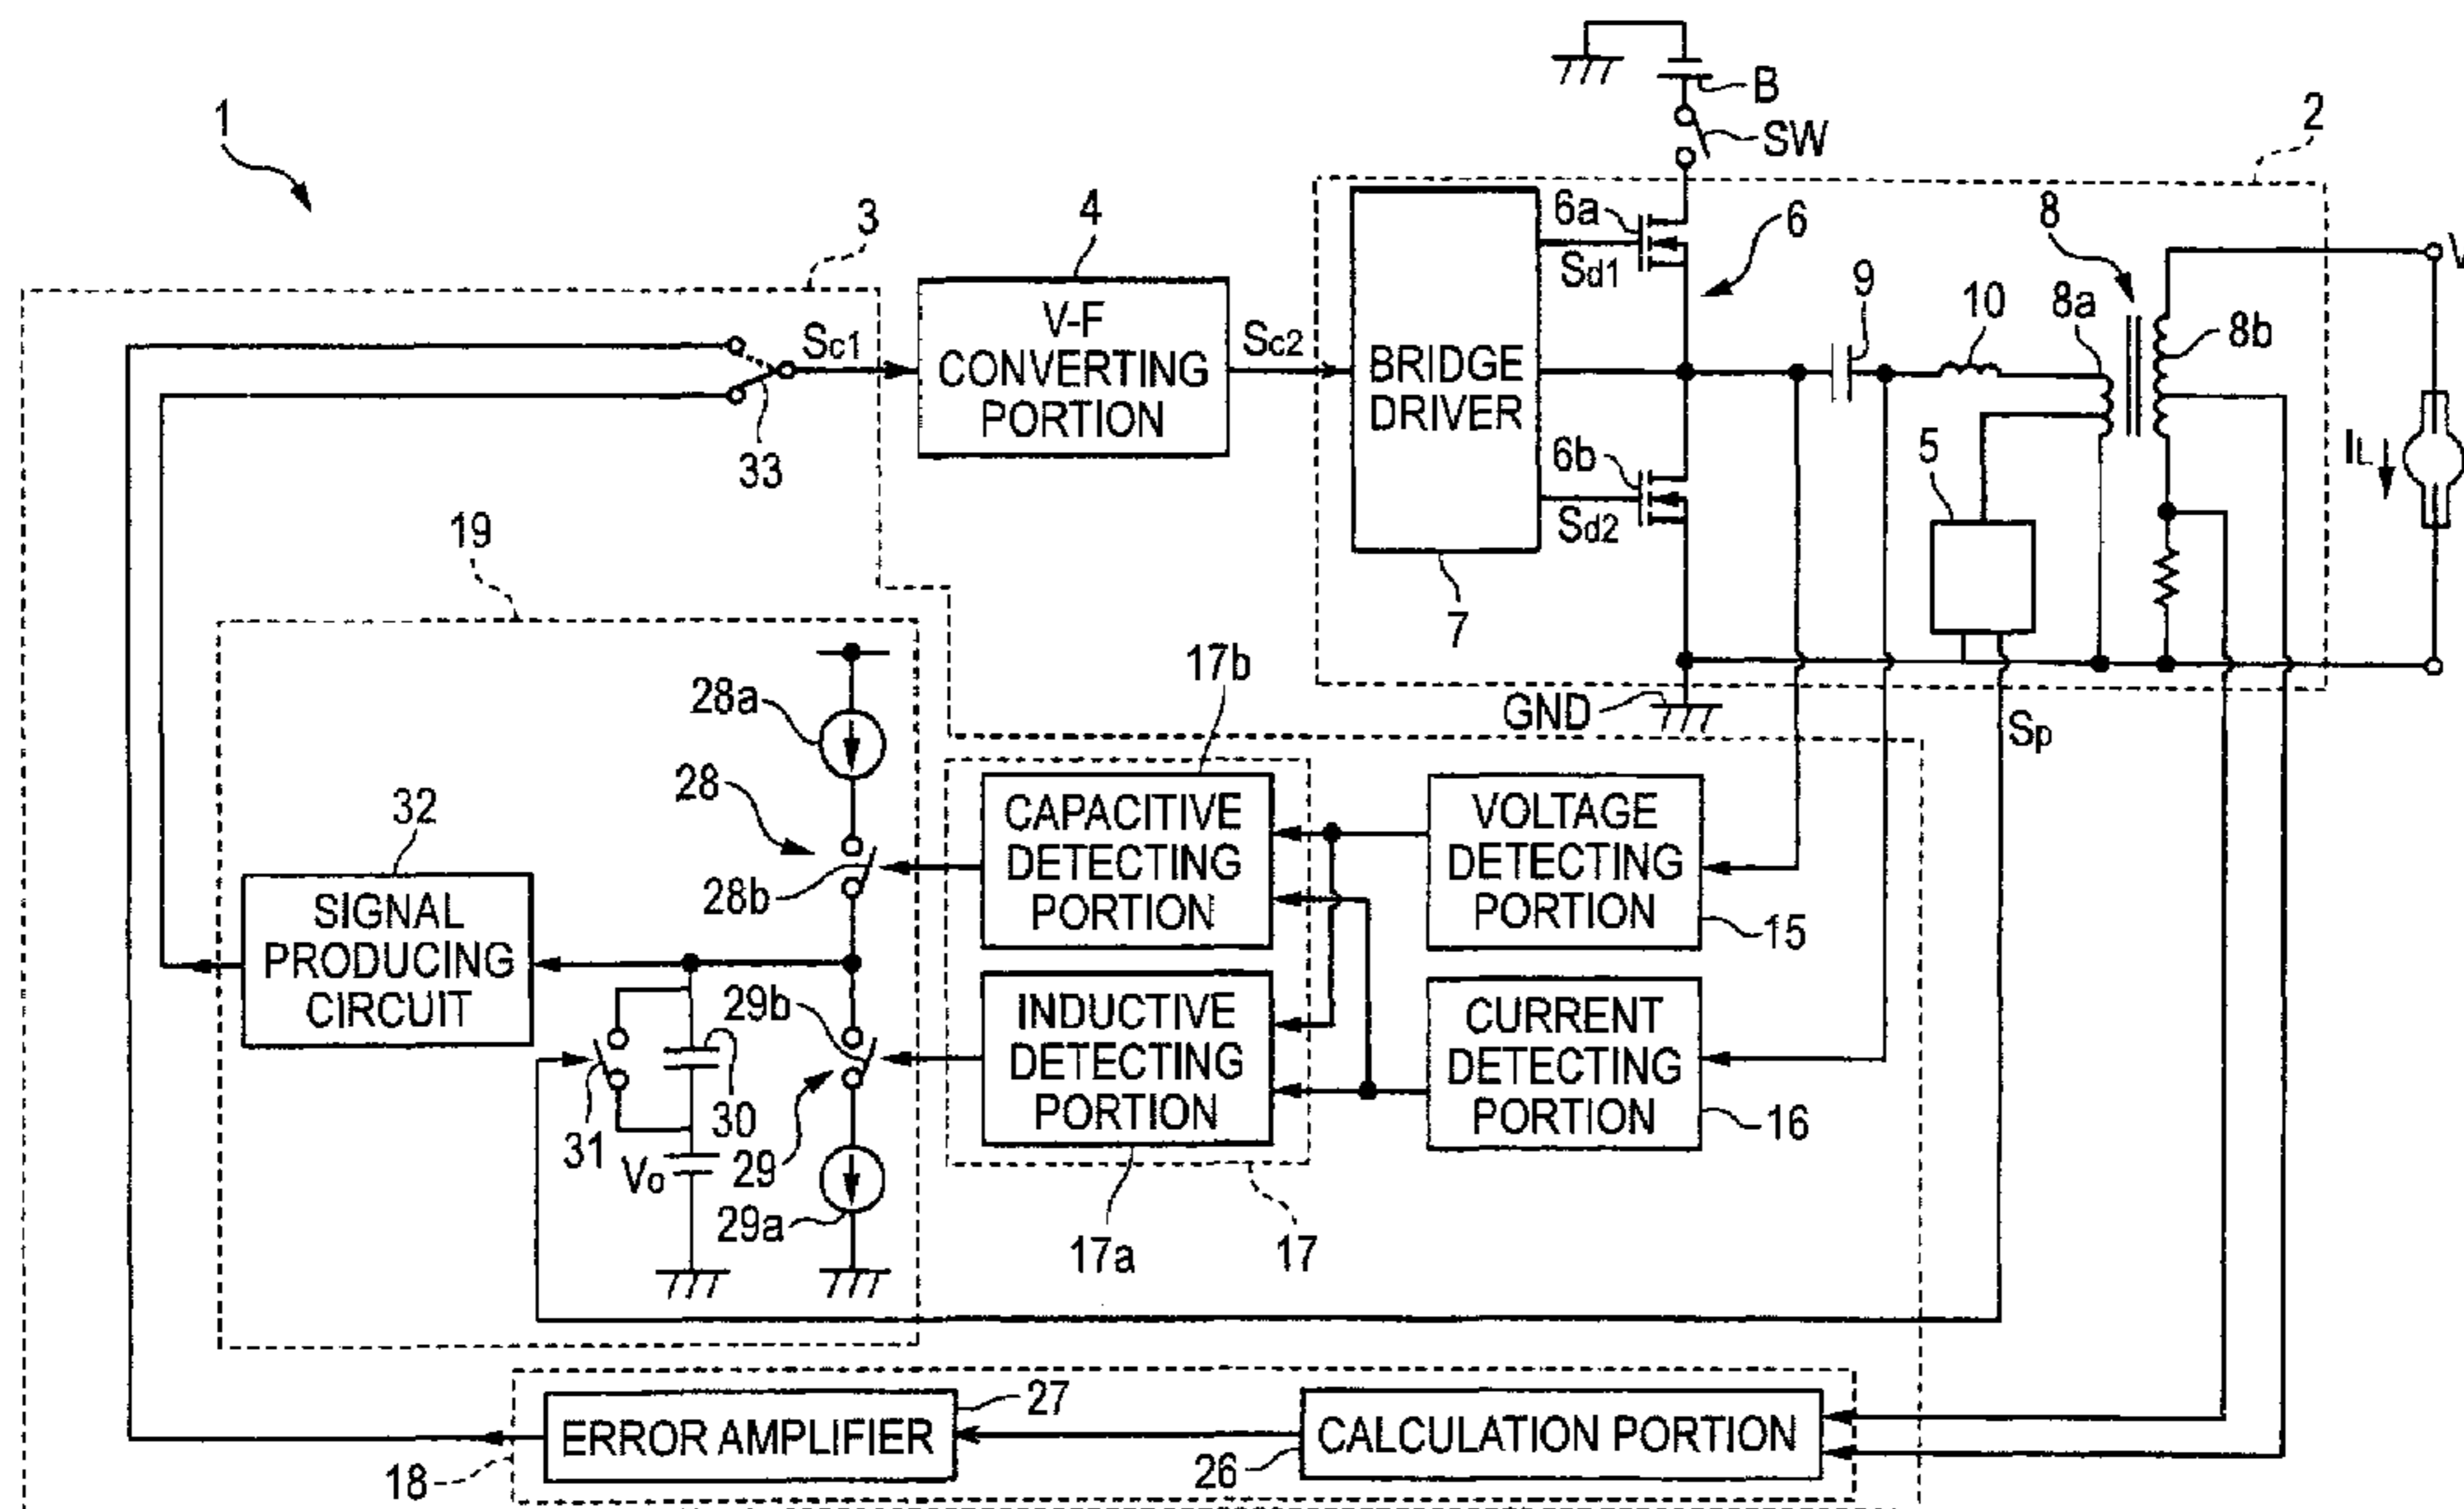 B
SW
2
1
3
4
6a
6
8
V
Sd1
9
10
8a
8b
Sc1
V-F
CONVERTING
PORTION
Sc2
BRIDGE
DRIVER
33
6b
5
IL
Sd2
19
7
17b
28a
GND
Sp
28
CAPACITIVE
DETECTING
PORTION
VOLTAGE
DETECTING
PORTION
32
28b
15
SIGNAL
PRODUCING
CIRCUIT
29b
INDUCTIVE
DETECTING
PORTION
CURRENT
DETECTING
PORTION
31
30
29
16
Vo
29a
17a
17
27
ERROR AMPLIFIER
CALCULATION PORTION
18
26